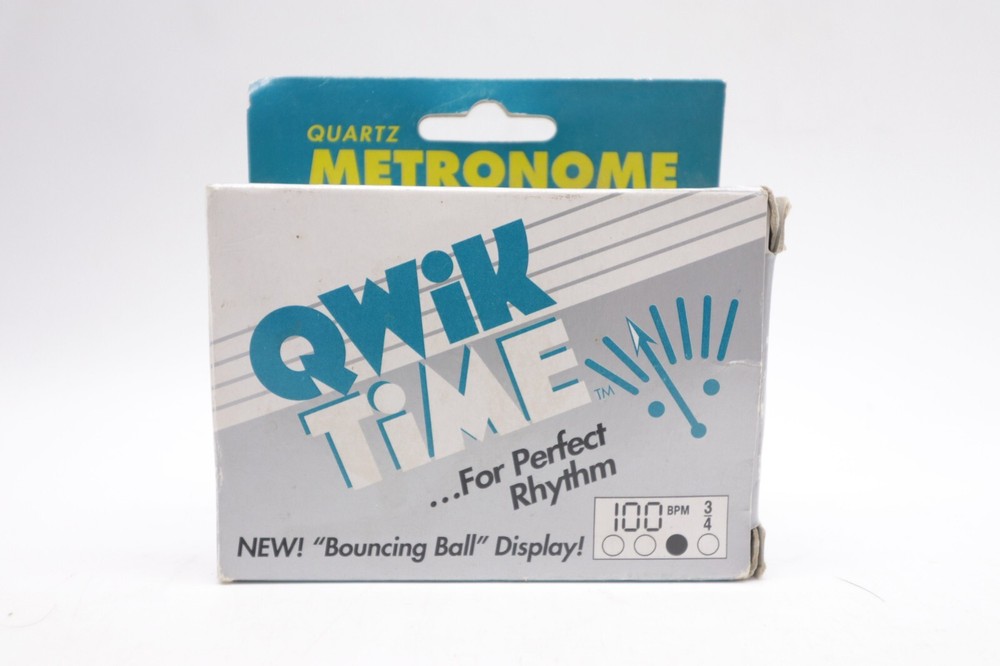 QUARTZ
METRONOME
QWiK
TiME™
...For Perfect
Rhythm
NEW! “Bouncing Ball” Display!
100 BPM 3/4